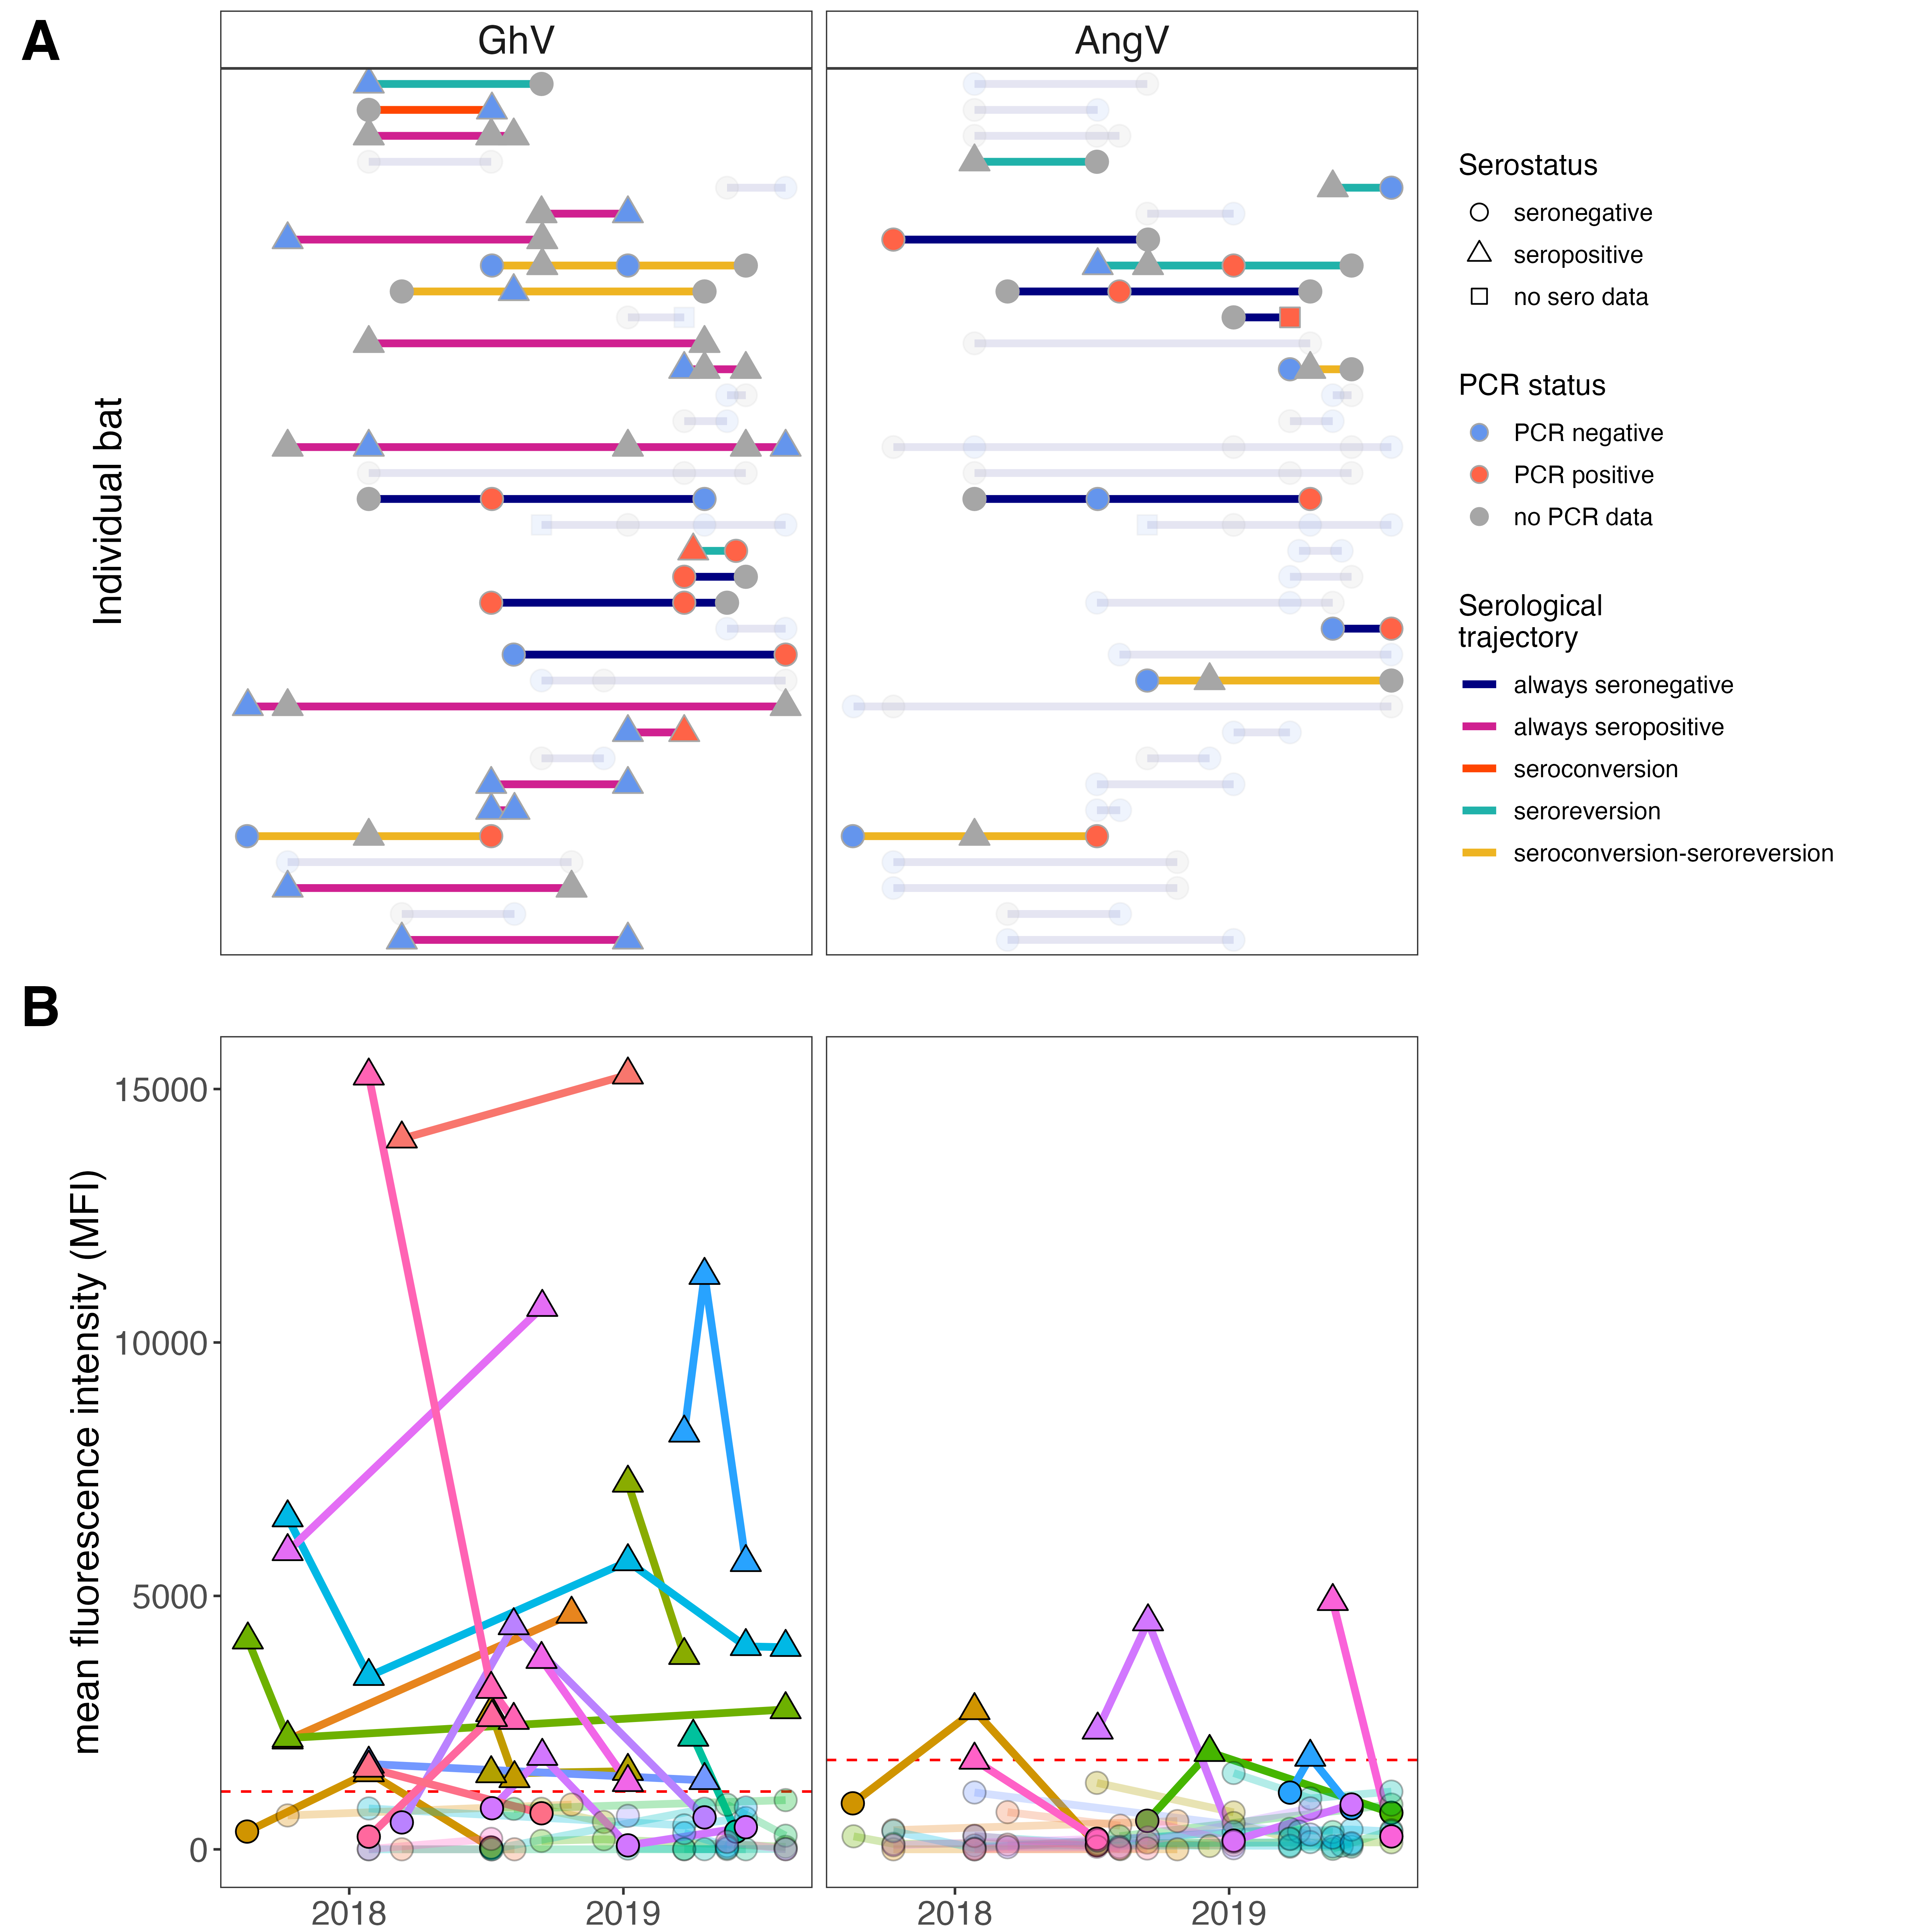 A
GhV
AngV
Individual bat
Serostatus
seronegative
seropositive
no sero data
PCR status
PCR negative
PCR positive
no PCR data
Serological
trajectory
always seronegative
always seropositive
seroconversion
seroreversion
seroconversion-seroreversion
B
mean fluorescence intensity (MFI)
15000
10000
5000
0
2018
2019
2018
2019